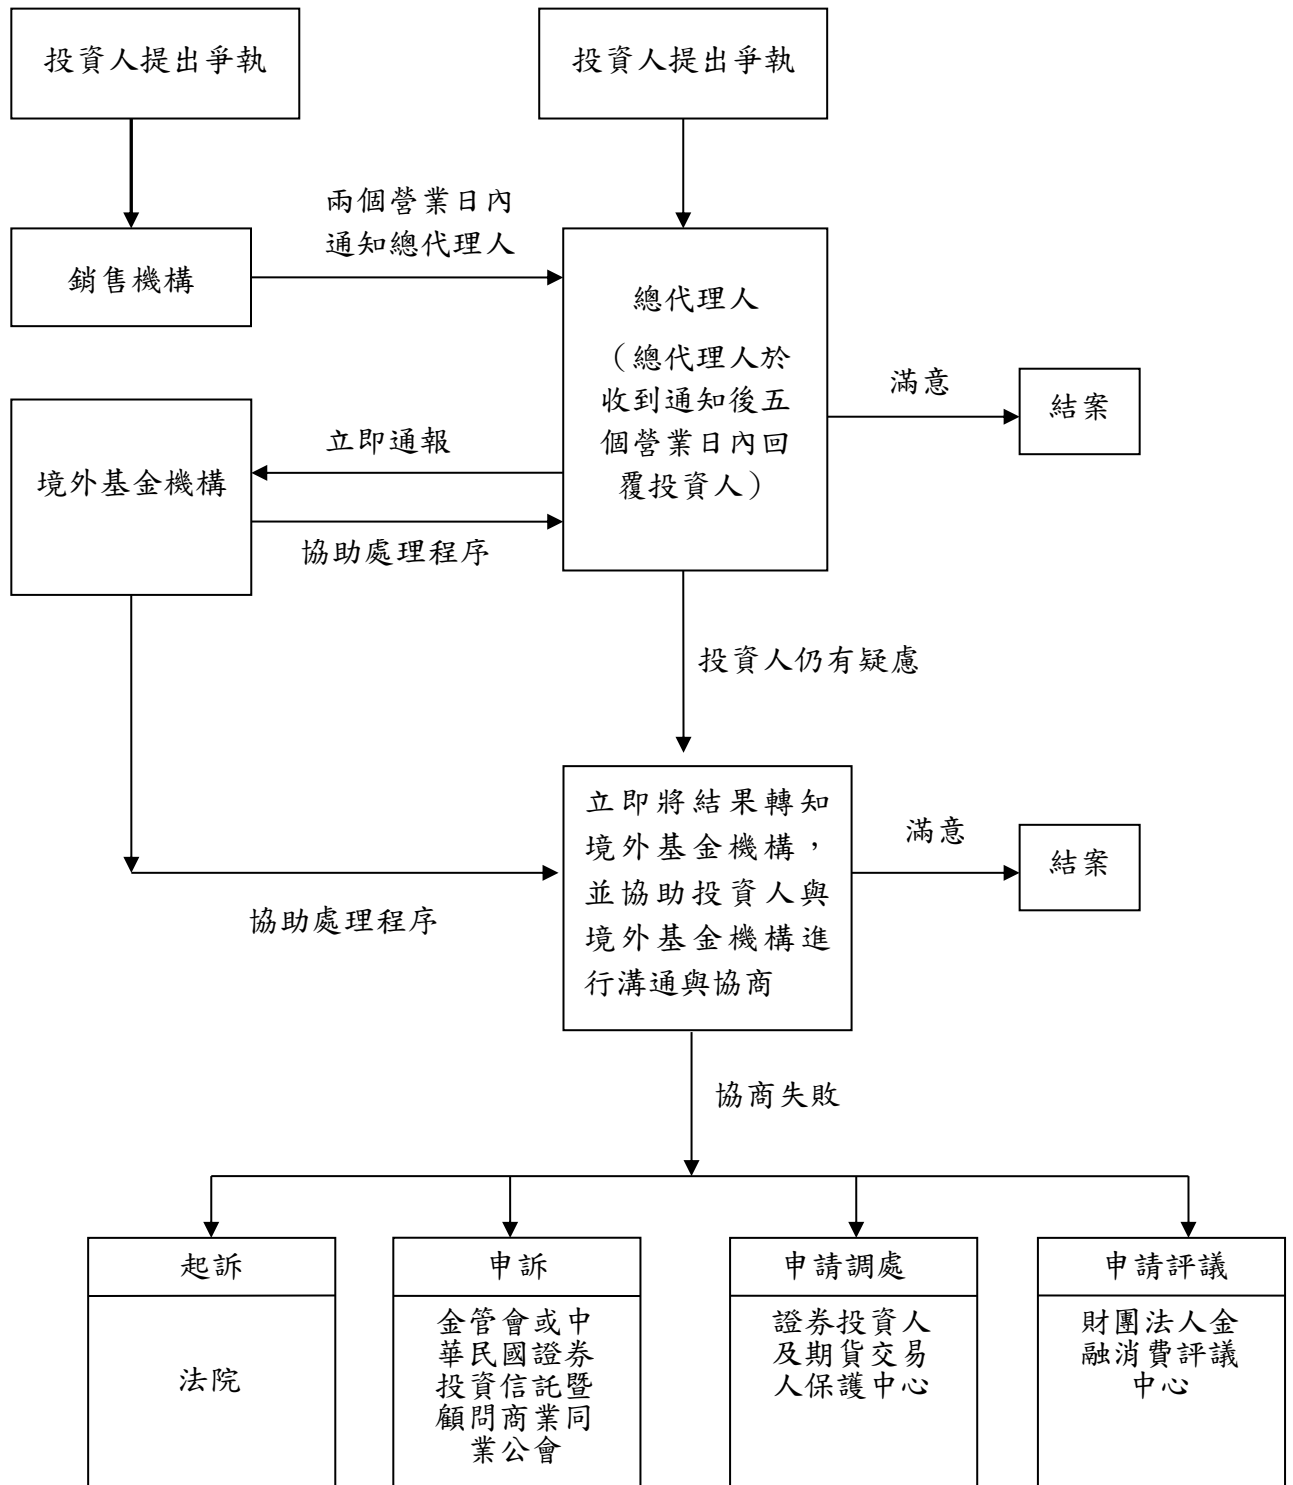 投資人提出爭執
投資人提出爭執
兩個營業日內
通知總代理人
銷售機構
總代理人
（總代理人於
收到通知後五
個營業日內回
覆投資人）
滿意
結案
立即通報
境外基金機構
協助處理程序
投資人仍有疑慮
立即將結果轉知
境外基金機構，
並協助投資人與
境外基金機構進
行溝通與協商
滿意
結案
協助處理程序
協商失敗
起訴
法院
申訴
金管會或中
華民國證券
投資信託暨
顧問商業同
業公會
申請調處
證券投資人
及期貨交易
人保護中心
申請評議
財團法人金
融消費評議
中心